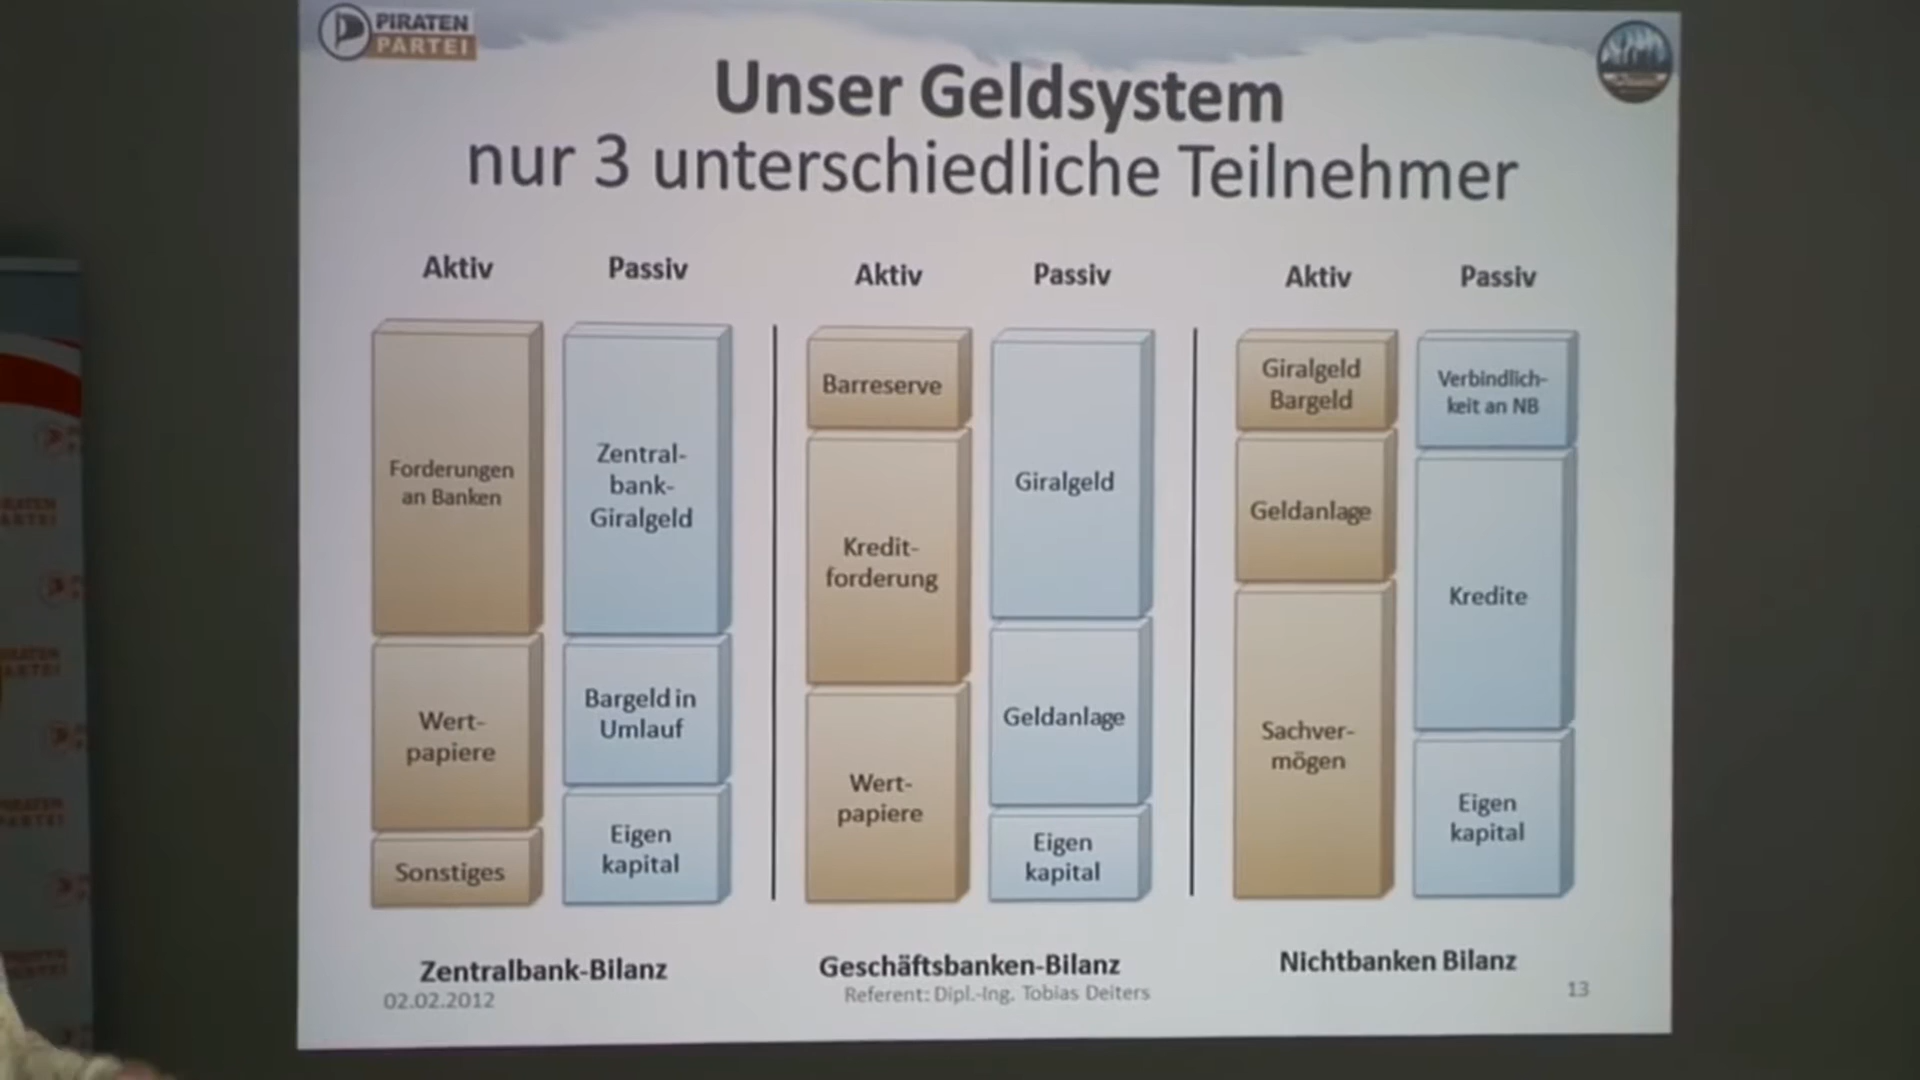 PIRATEN
PARTEI
Unser Geldsystem
nur 3 unterschiedliche Teilnehmer
Aktiv
Passiv
Forderungen
an Banken
Wert-
papiere
Sonstiges
Zentral-
bank-
Giralgeld
Bargeld in
Umlauf
Eigen
kapital
Zentralbank-Bilanz
Aktiv
Passiv
Barreserve
Kredit-
forderung
Wert-
papiere
Giralgeld
Geldanlage
Eigen
kapital
Geschäftsbanken-Bilanz
Aktiv
Passiv
Giralgeld
Bargeld
Geldanlage
Sachver-
mögen
Verbindlich-
keit an NB
Kredite
Eigen
kapital
Nichtbanken Bilanz
02.02.2012
Referent: Dipl.-Ing. Tobias Deiters
13